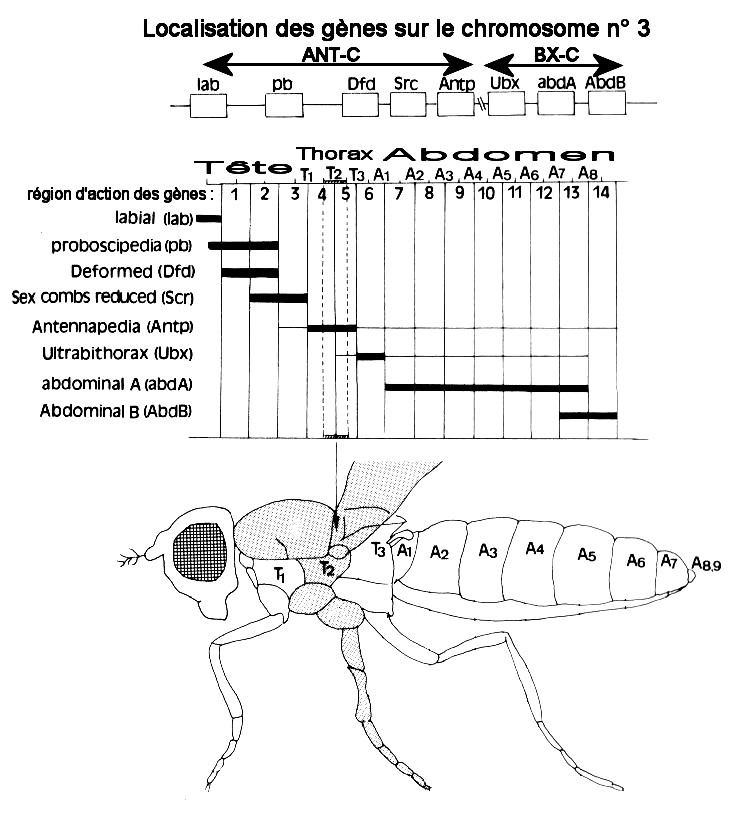 Localisation des gènes sur le chromosome n° 3
ANT-C BX-C
lab pb Dfd Src Antp Ubx abdA AbdB
Tête Thorax Abdomen
T1 T2 T3 A1 A2 A3 A4 A5 A6 A7 A8
région d'action des gènes : 1 2 3 4 5 6 7 8 9 10 11 12 13 14
labial (lab)
proboscipedia (pb)
Deformed (Dfd)
Sex combs reduced (Scr)
Antennapedia (Antp)
Ultrabithorax (Ubx)
abdominal A (abdA)
Abdominal B (AbdB)
T1 T2 T3 A1 A2 A3 A4 A5 A6 A7 A8,9